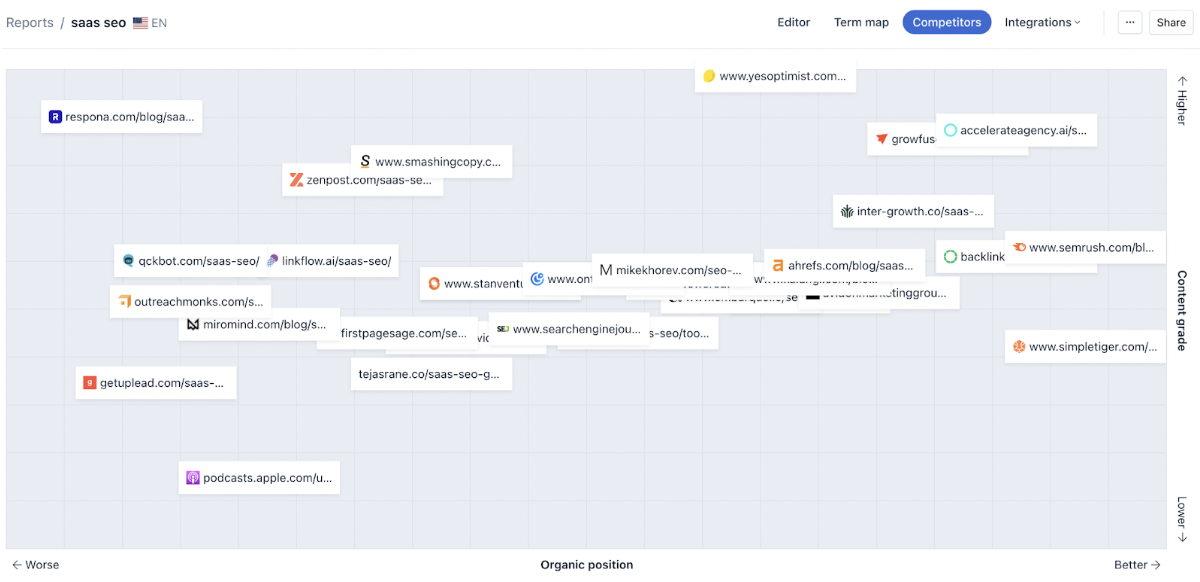 Reports / saas seo EN
Editor
Term map
Competitors
Integrations
...
Share
www.yesoptimist.com...
respona.com/blog/saa...
accelerateagency.ai/s...
growfus
www.smashingcopy.c...
zenpost.com/saas-se...
inter-growth.co/saas-...
www.semrush.com/bl...
backlink
qckbot.com/saas-seo/
linkflow.ai/saas-seo/
ahrefs.com/blog/saas...
mikekhorev.com/seo-...
www.ont
www.stanventu
outreachmonks.com/s...
miromind.com/blog/s...
www.searchenginejou...
firstpagesage.com/se...
s-seo/too...
www.simpletiger.com/...
tejasrane.co/saas-seo-g...
getuplead.com/saas-...
podcasts.apple.com/u...
Higher
Content grade
Lower
Worse
Organic position
Better